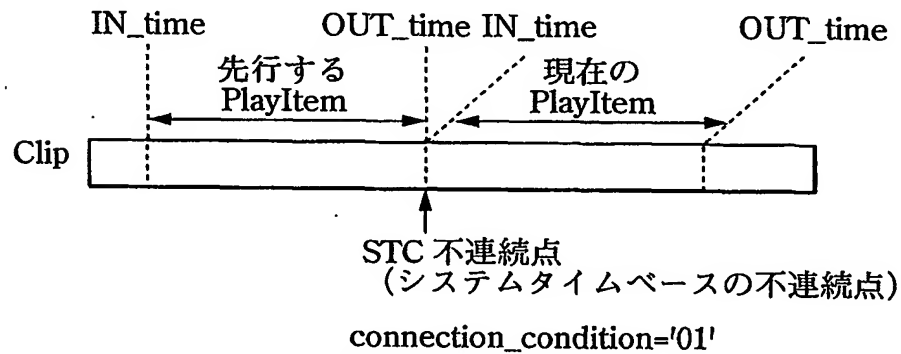 IN_time OUT_time IN_time OUT_time
先行する
PlayItem
現在の
PlayItem
Clip
STC 不連続点
（システムタイムベースの不連続点）
connection_condition='01'